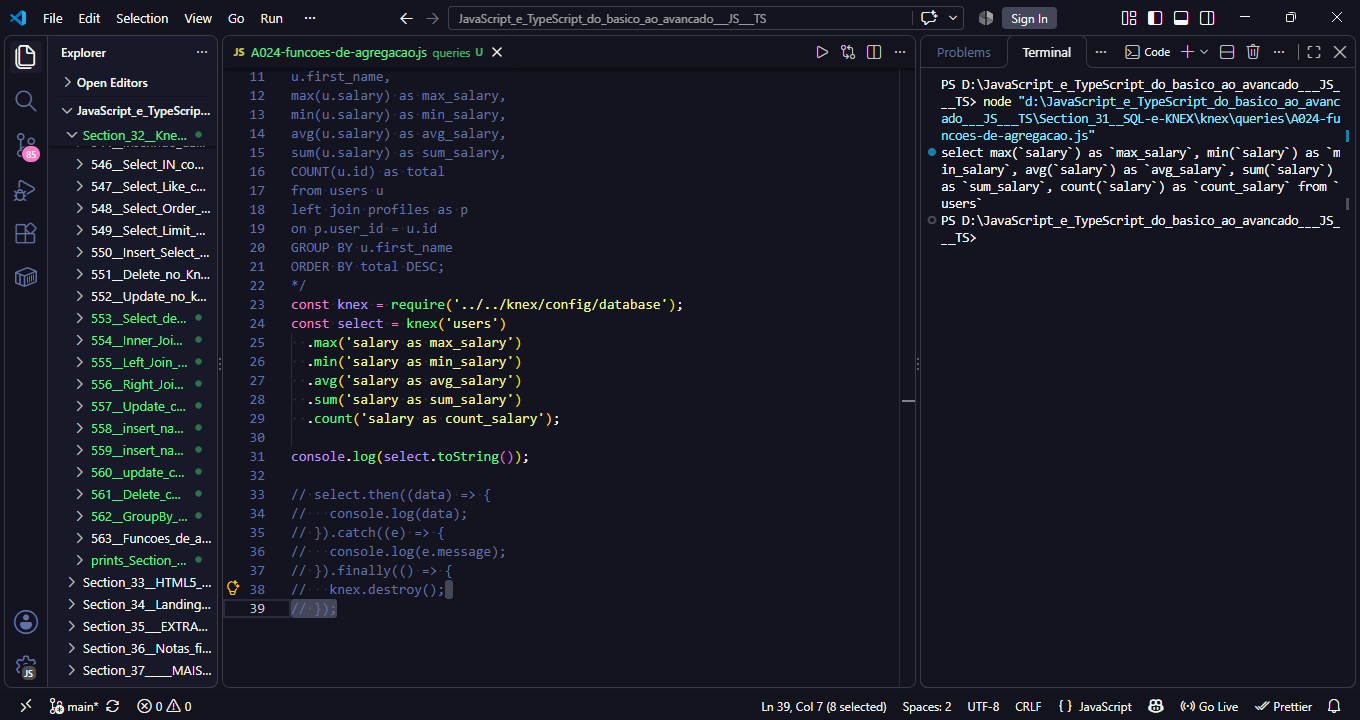 File Edit Selection View Go Run ···
JavaScript_e_TypeScript_do_basico_ao_avancado___JS___TS
Sign In
Explorer ···
Open Editors
JavaScript_e_TypeScrip...
Section_32__Kne...
546__Select_IN_co...
547__Select_Like_c...
548__Select_Order_...
549__Select_Limit_...
550__Insert_Select_...
551__Delete_no_Kn...
552__Update_no_k...
553__Select_de...
554__Inner_Joi...
555__Left_Join_...
556__Right_Joi...
557__Update_c...
558__insert_na...
559__insert_na...
560__update_c...
561__Delete_c...
562__GroupBy_...
563__Funcoes_de_a...
prints_Section_...
Section_33__HTML5_...
Section_34__Landing...
Section_35___EXTRA...
Section_36__Notas_fi...
Section_37_____MAIS...
85
JS
JS A024-funcoes-de-agregacao.js queries U
11 u.first_name,
12 max(u.salary) as max_salary,
13 min(u.salary) as min_salary,
14 avg(u.salary) as avg_salary,
15 sum(u.salary) as sum_salary,
16 COUNT(u.id) as total
17 from users u
18 left join profiles as p
19 on p.user_id = u.id
20 GROUP BY u.first_name
21 ORDER BY total DESC;
22 */
23 const knex = require('../../knex/config/database');
24 const select = knex('users')
25 .max('salary as max_salary')
26 .min('salary as min_salary')
27 .avg('salary as avg_salary')
28 .sum('salary as sum_salary')
29 .count('salary as count_salary');
30
31 console.log(select.toString());
32
33 // select.then((data) => {
34 // console.log(data);
35 // }).catch((e) => {
36 // console.log(e.message);
37 // }).finally(() => {
38 // knex.destroy();
39 // });
Problems Terminal ··· Code ···
PS D:\JavaScript_e_TypeScript_do_basico_ao_avancado___JS_
__TS> node "d:\JavaScript_e_TypeScript_do_basico_ao_avanc
ado___JS___TS\Section_31__SQL-e-KNEX\knex\queries\A024-fu
ncoes-de-agregacao.js"
select max(`salary`) as `max_salary`, min(`salary`) as `m
in_salary`, avg(`salary`) as `avg_salary`, sum(`salary`)
as `sum_salary`, count(`salary`) as `count_salary` from `
users`
PS D:\JavaScript_e_TypeScript_do_basico_ao_avancado___JS_
__TS>
main* 0 0 Ln 39, Col 7 (8 selected) Spaces: 2 UTF-8 CRLF { } JavaScript Go Live Prettier